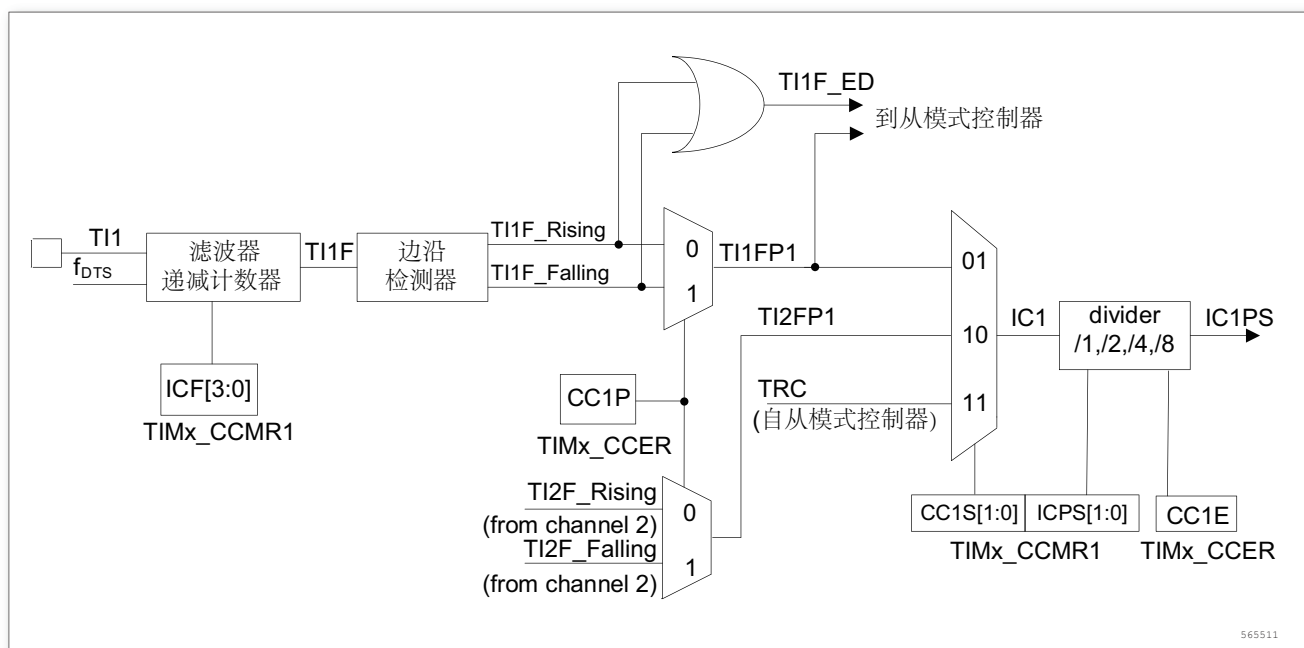 TI1F_ED
到从模式控制器
TI1
fDTS
滤波器
递减计数器
TI1F
边沿
检测器
TI1F_Rising
TI1F_Falling
0
1
TI1FP1
01
10
11
TI2FP1
TRC
(自从模式控制器)
IC1
divider
/1,/2,/4,/8
IC1PS
ICF[3:0]
TIMx_CCMR1
CC1P
TIMx_CCER
TI2F_Rising
(from channel 2)
TI2F_Falling
(from channel 2)
0
1
CC1S[1:0]
ICPS[1:0]
TIMx_CCMR1
CC1E
TIMx_CCER
565511